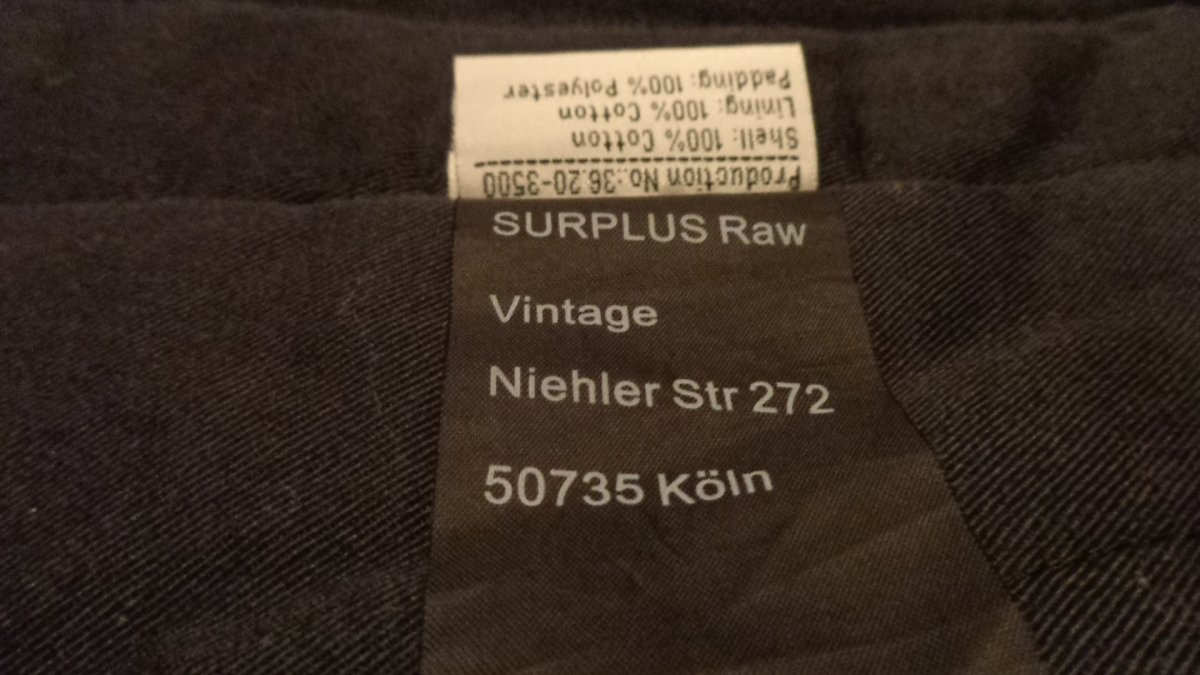 Production No.:36.20-3500
Shell: 100% Cotton
Lining: 100% Cotton
Padding: 100% Polyester
SURPLUS Raw
Vintage
Niehler Str 272
50735 Köln